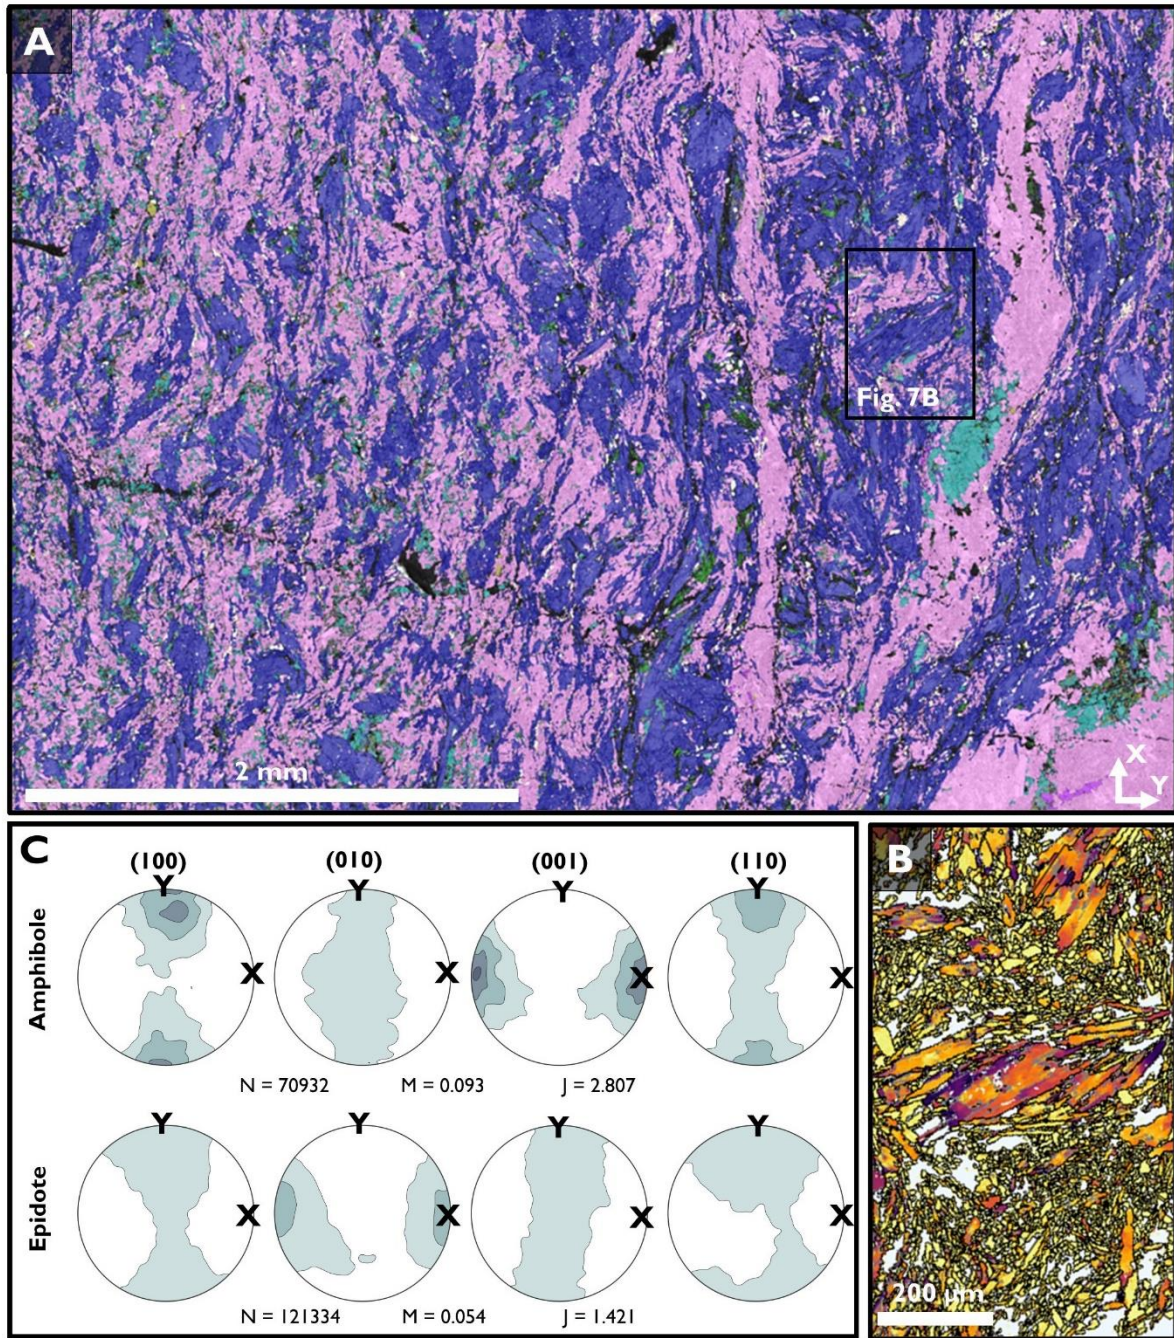 A
Fig. 7B
2 mm
X
Y
C
(100) (010) (001) (110)
Y Y Y Y
Amphibole
X X X X
N = 70932 M = 0.093 J = 2.807
Y Y Y Y
Epidote
X X X X
N = 121334 M = 0.054 J = 1.421
B
200 µm